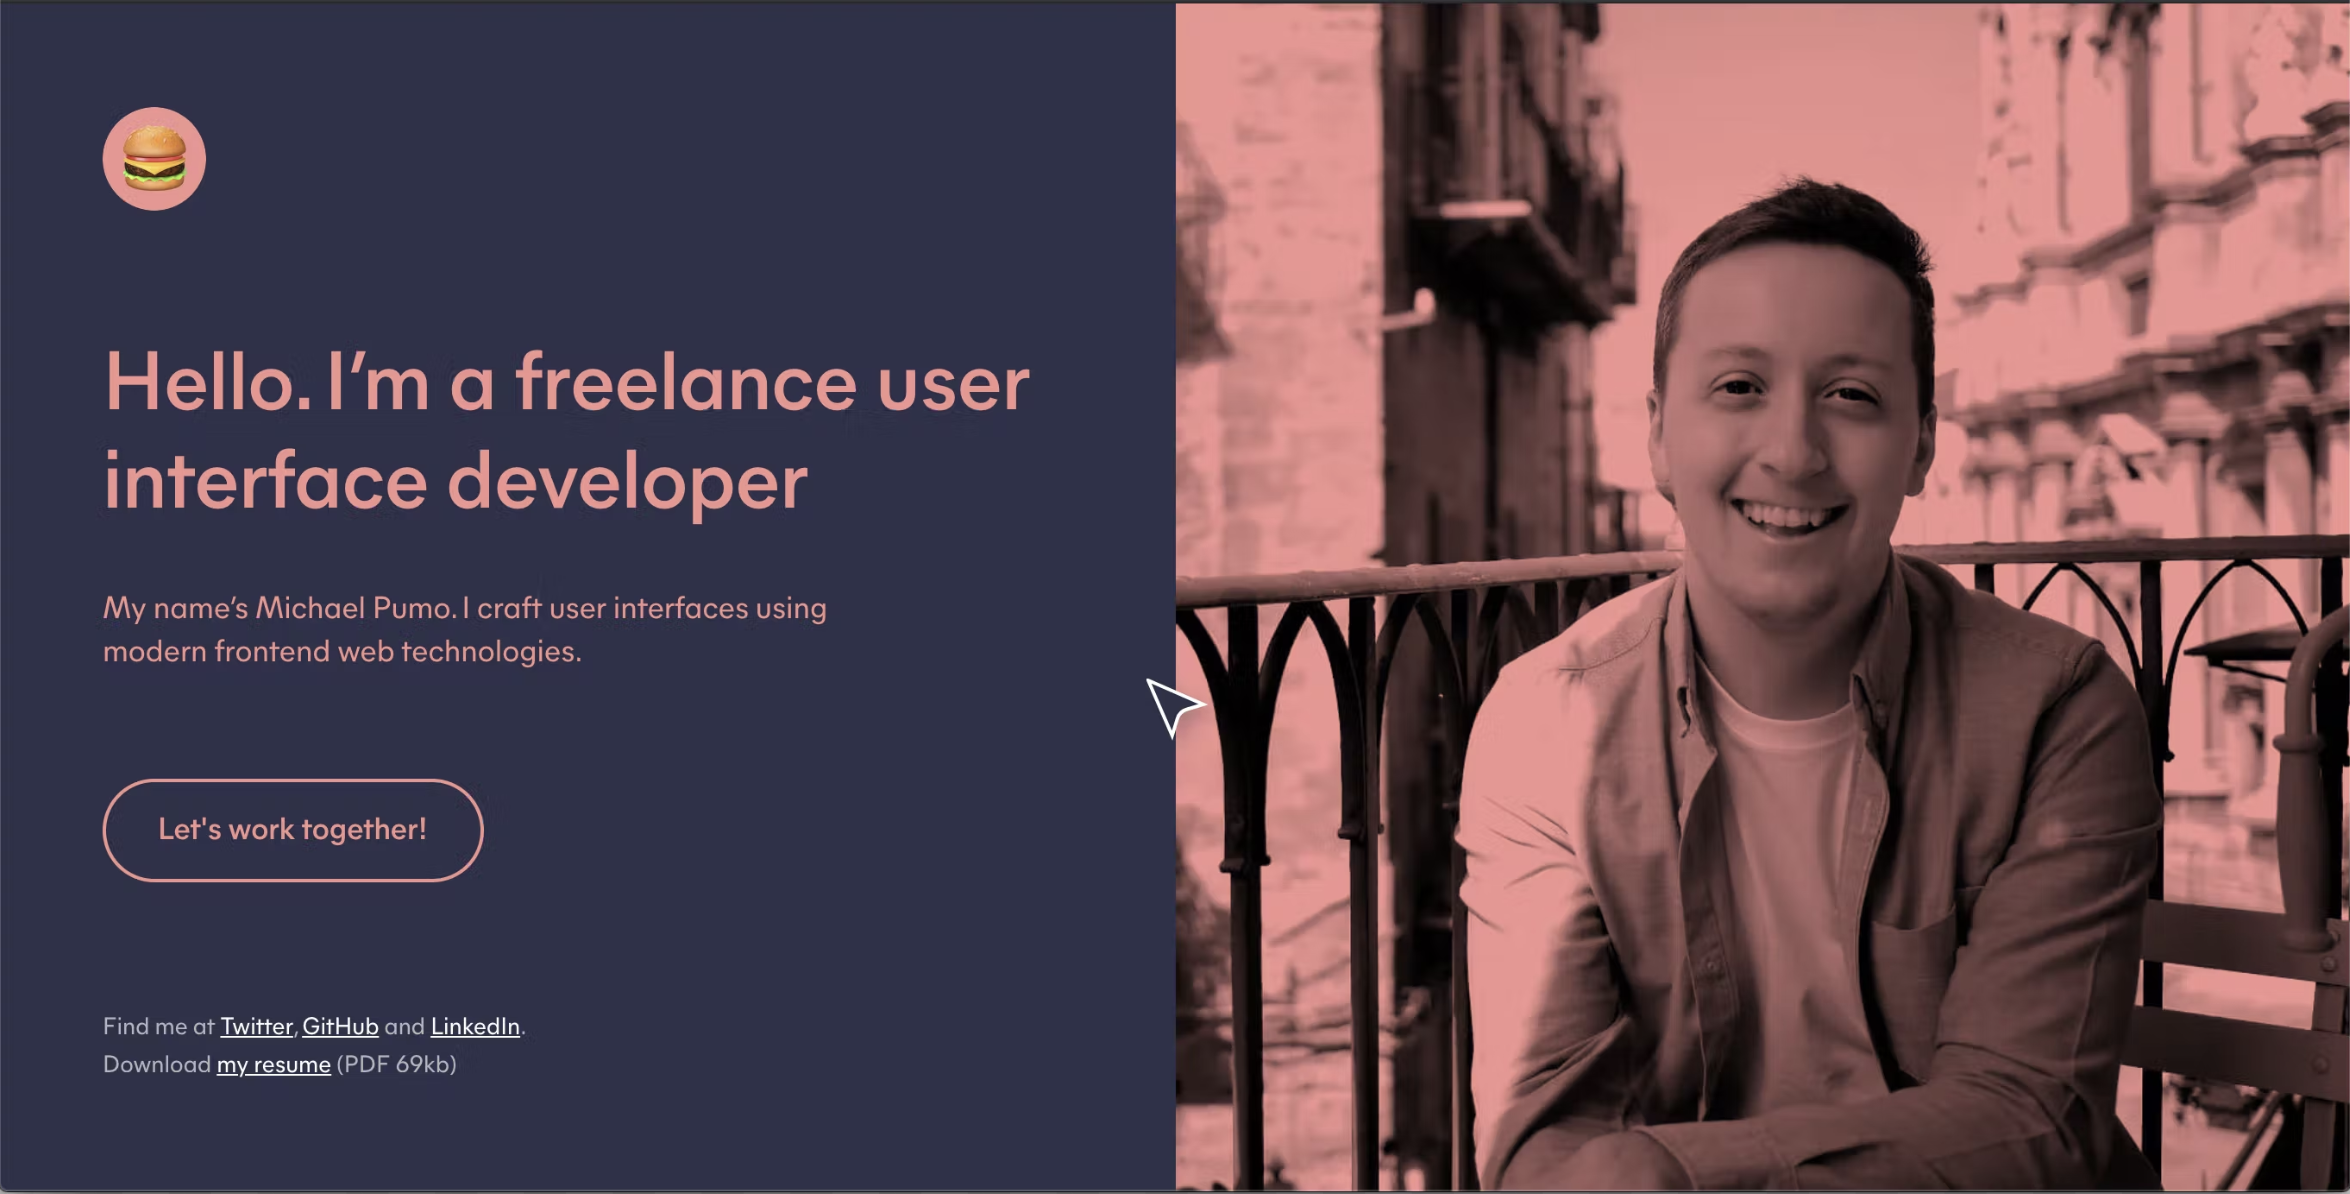 Hello. I’m a freelance user
interface developer
My name’s Michael Pumo. I craft user interfaces using
modern frontend web technologies.
Let's work together!
Find me at Twitter, GitHub and LinkedIn.
Download my resume (PDF 69kb)